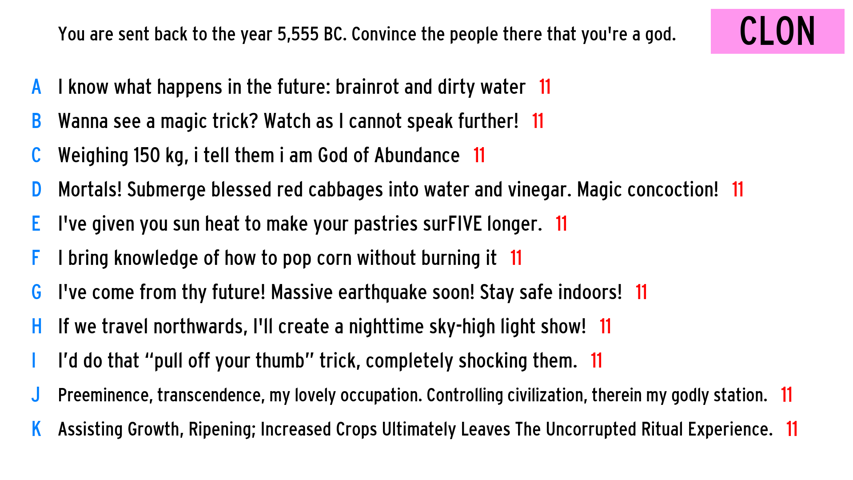 You are sent back to the year 5,555 BC. Convince the people there that you're a god.
CLON
A I know what happens in the future: brainrot and dirty water 11
B Wanna see a magic trick? Watch as I cannot speak further! 11
C Weighing 150 kg, i tell them i am God of Abundance 11
D Mortals! Submerge blessed red cabbages into water and vinegar. Magic concoction! 11
E I've given you sun heat to make your pastries surFIVE longer. 11
F I bring knowledge of how to pop corn without burning it 11
G I've come from thy future! Massive earthquake soon! Stay safe indoors! 11
H If we travel northwards, I'll create a nighttime sky-high light show! 11
I I’d do that “pull off your thumb” trick, completely shocking them. 11
J Preeminence, transcendence, my lovely occupation. Controlling civilization, therein my godly station. 11
K Assisting Growth, Ripening; Increased Crops Ultimately Leaves The Uncorrupted Ritual Experience. 11